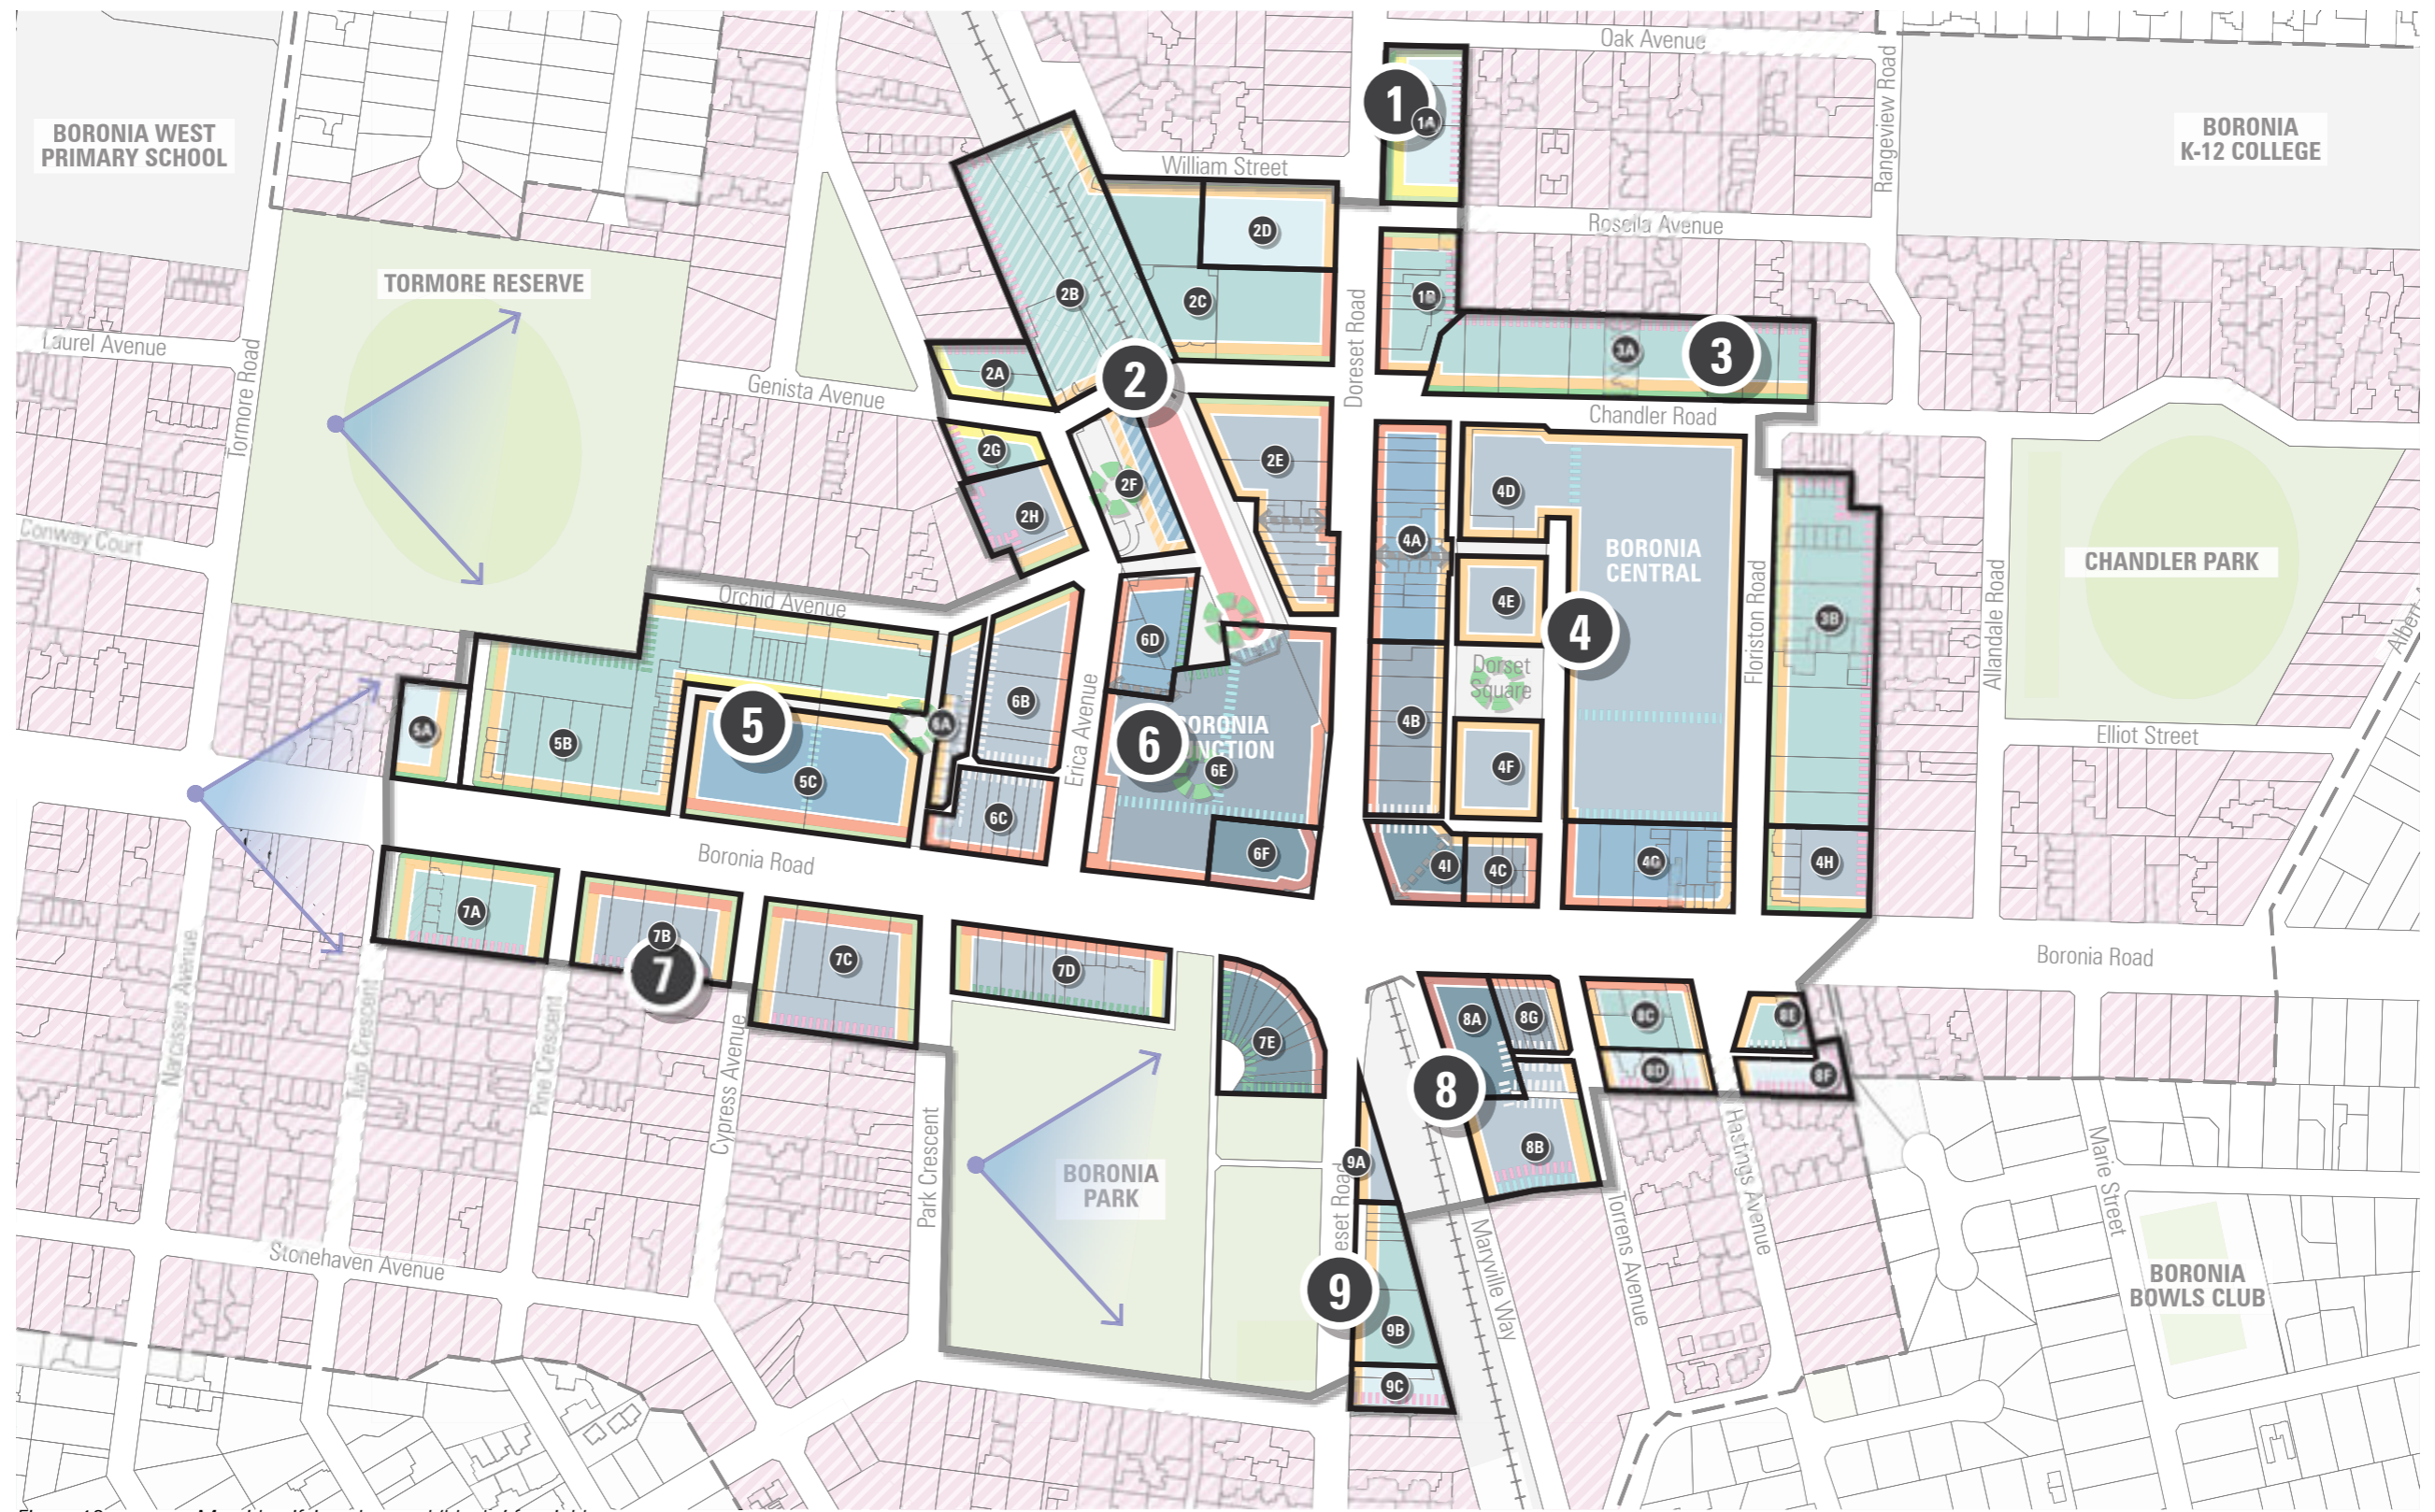 Oak Avenue
Rangeview Road
BORONIA WEST
PRIMARY SCHOOL
BORONIA
K-12 COLLEGE
1
1A
William Street
Rosella Avenue
2D
TORMORE RESERVE
2B
2C
1B
Doreset Road
Laurel Avenue
Tormore Road
3A
3
2A
2
Genista Avenue
Chandler Road
2G
2E
2F
4D
2H
4A
Conway Court
BORONIA
CENTRAL
CHANDLER PARK
Floriston Road
Allandale Road
Orchid Avenue
4E
4
3B
6D
Dorset
Square
6B
Erica Avenue
5A
5B
5
6A
6
6E
4B
Elliot Street
5C
4F
6C
6F
4I
4C
4G
4H
Boronia Road
7A
7B
7
7C
7D
Boronia Road
7E
8A
8G
8C
8E
8D
8F
8
8B
Narcissus Avenue
Pine Crescent
Cypress Avenue
Park Crescent
BORONIA
PARK
9A
9
9B
9C
Maryville Way
Torrens Avenue
Hastings Avenue
Marie Street
Stonehaven Avenue
BORONIA
BOWLS CLUB